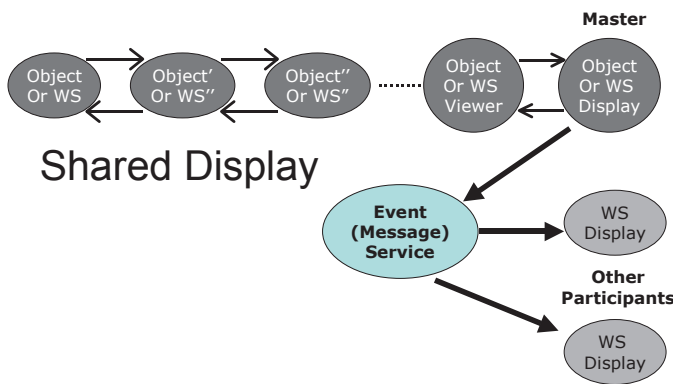 Master
Object
Or WS
Object'
Or WS''
Object''
Or WS"
Object
Or WS
Viewer
Object
Or WS
Display
Shared Display
Event
(Message)
Service
WS
Display
Other
Participants
WS
Display